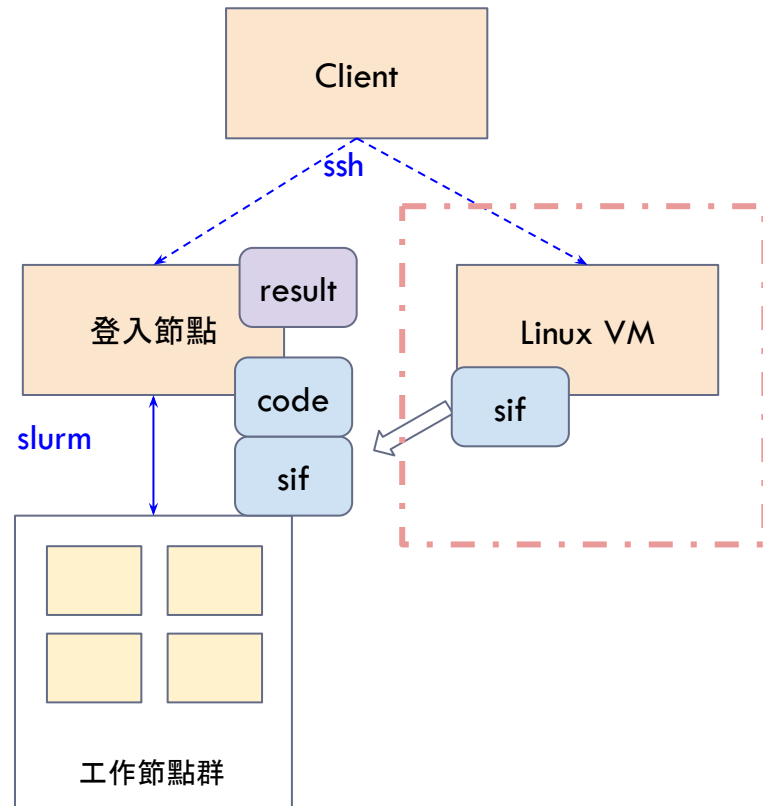 Client
ssh
result
登入節點
Linux VM
code
sif
slurm
sif
工作節點群